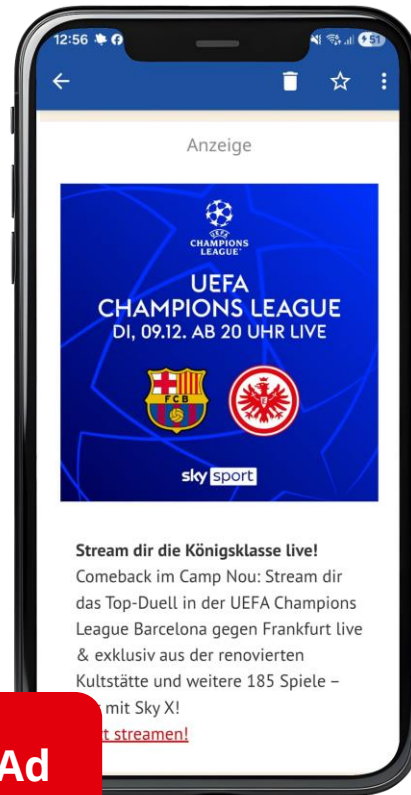 12:56
51
Anzeige
CHAMPIONS
LEAGUE
UEFA
CHAMPIONS LEAGUE
DI, 09.12. AB 20 UHR LIVE
FCB
sky sport
Stream dir die Königsklasse live!
Comeback im Camp Nou: Stream dir
das Top-Duell in der UEFA Champions
League Barcelona gegen Frankfurt live
& exklusiv aus der renovierten
Kultstätte und weitere 185 Spiele –
mit Sky X!
streamen!
Ad